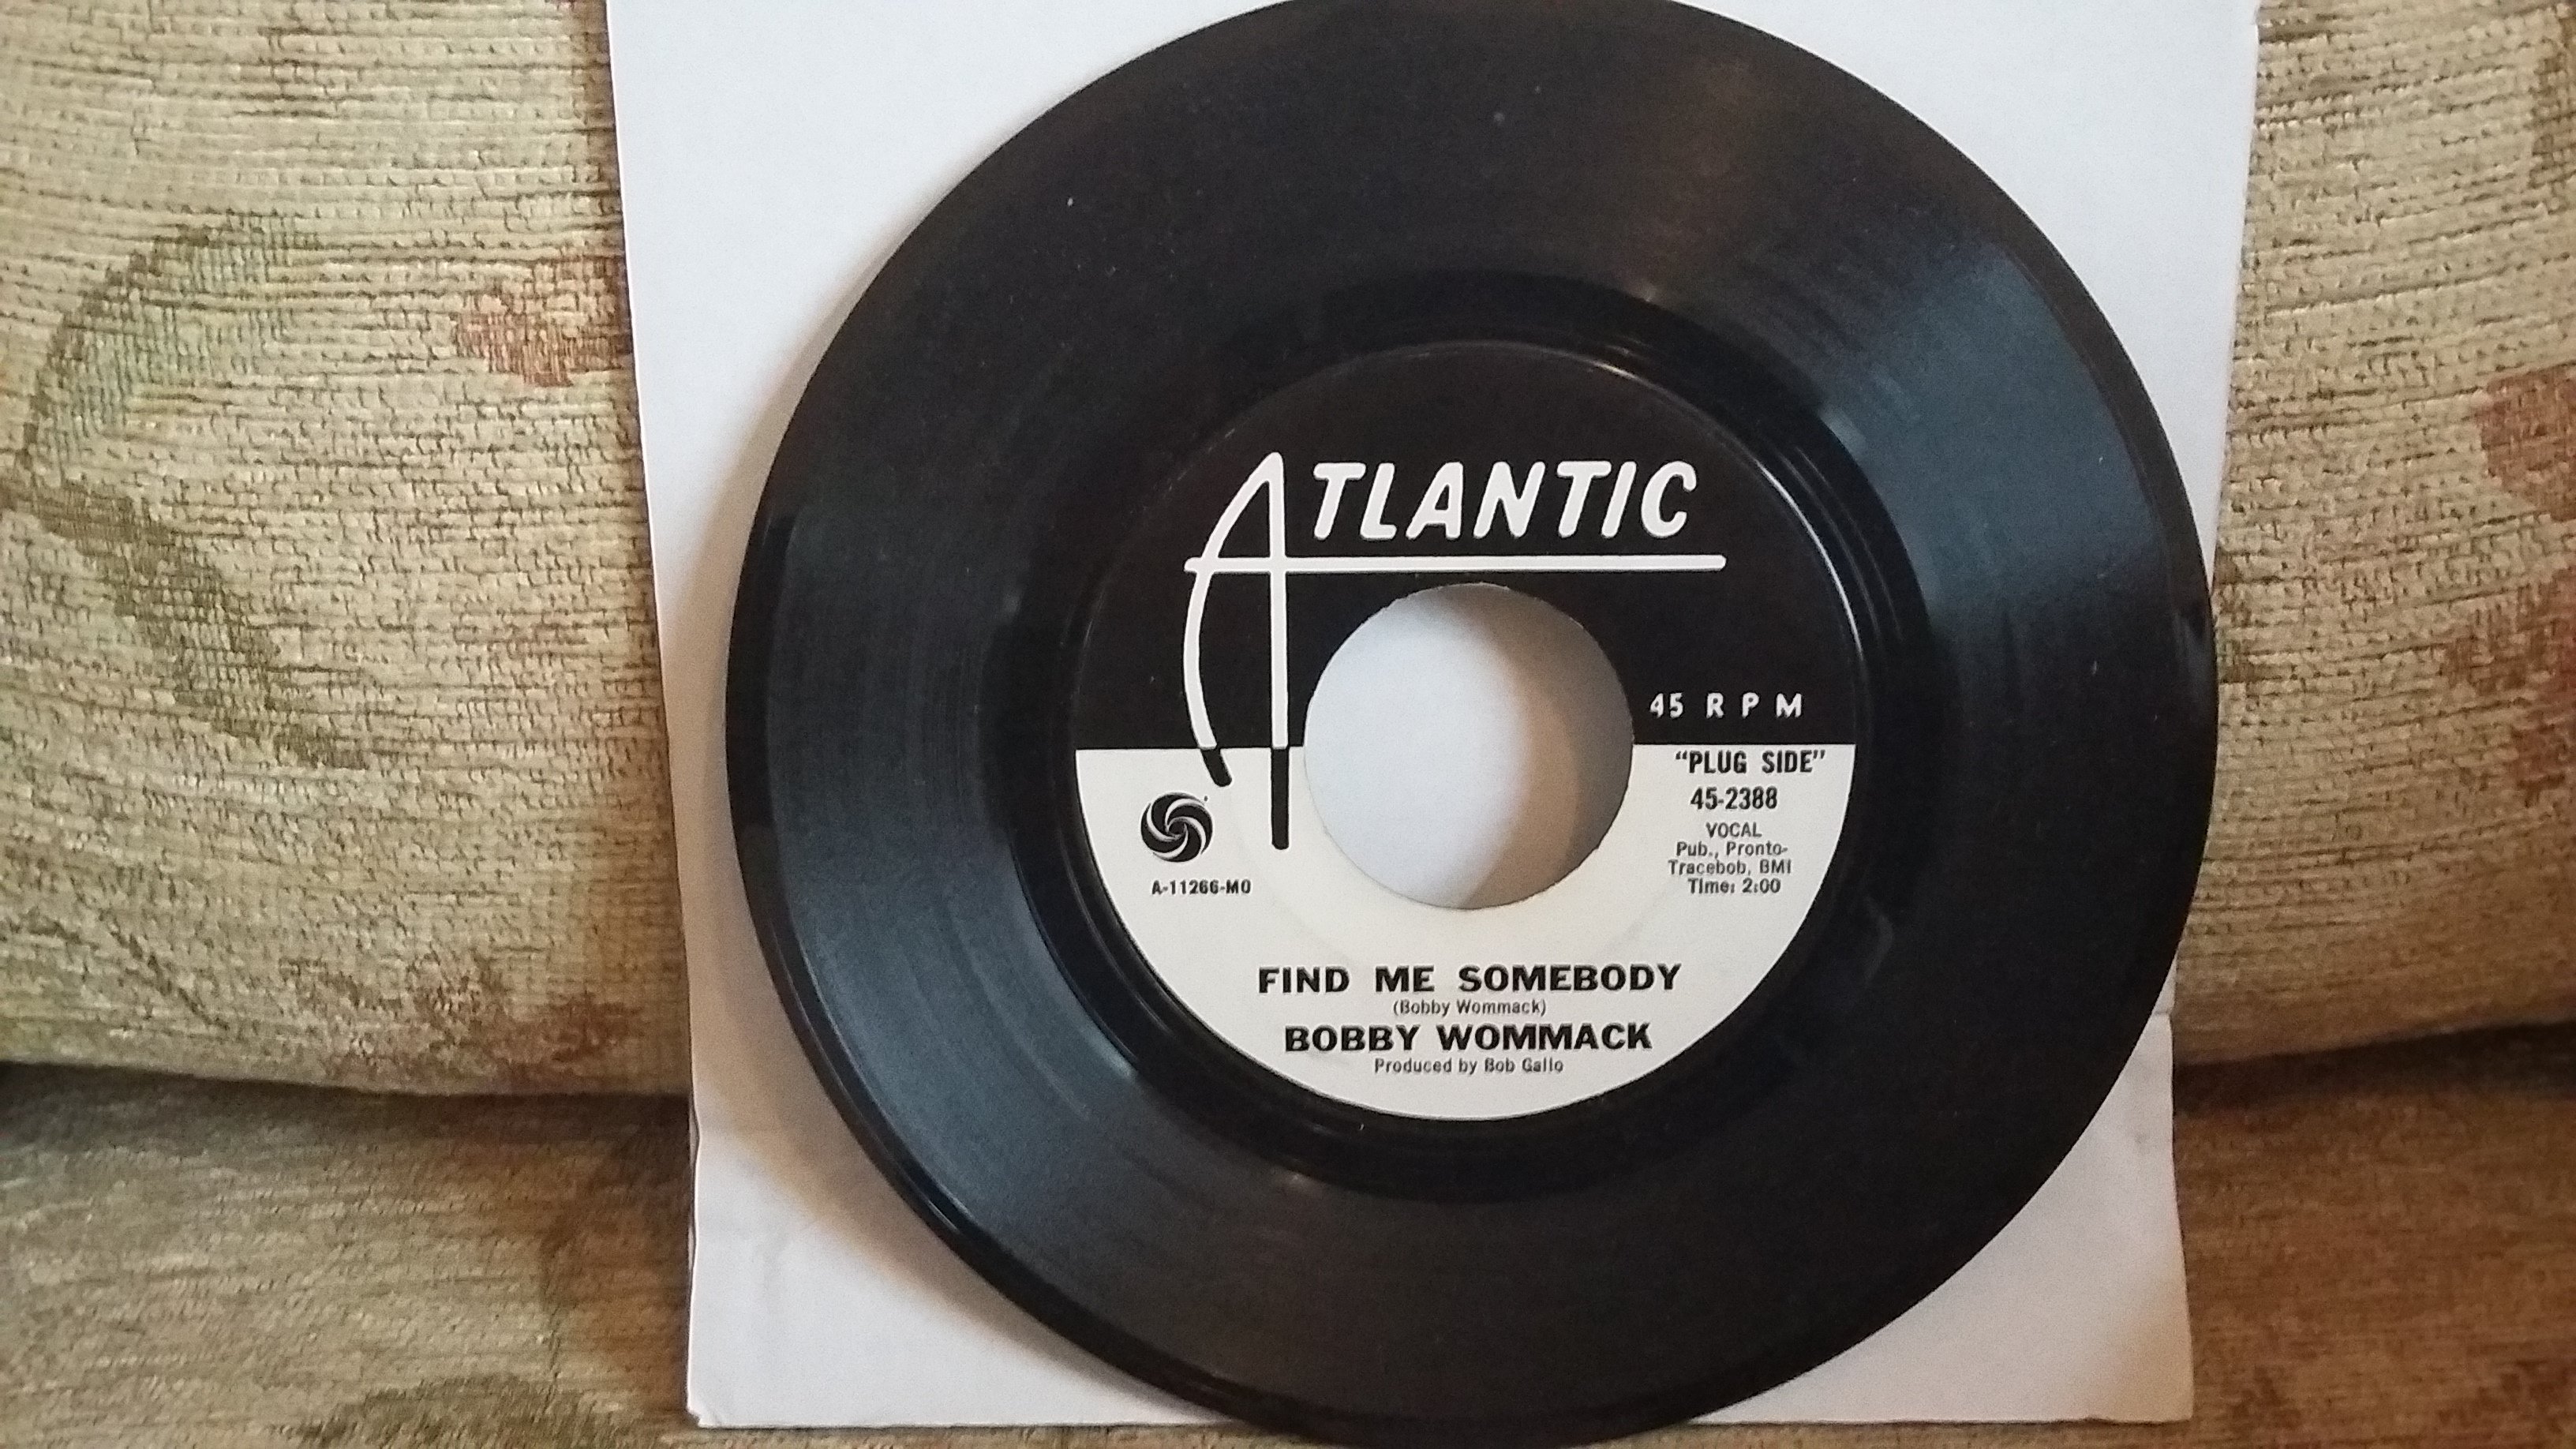 ATLANTIC
45 RPM
"PLUG SIDE"
45-2388
VOCAL
Pub., Pronto-
Tracebob, BMI
Time: 2:00
A-11266-MO
FIND ME SOMEBODY
(Bobby Wommack)
BOBBY WOMMACK
Produced by Bob Gallo